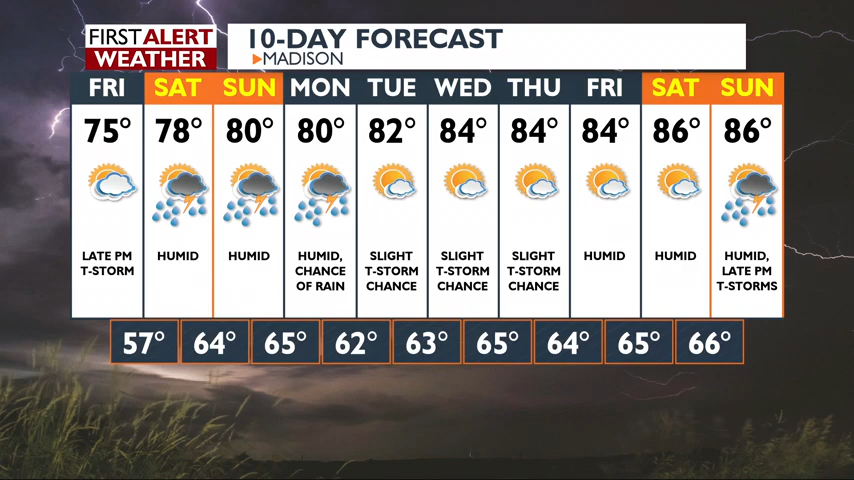 FIRST ALERT
WEATHER
10-DAY FORECAST
MADISON
FRI SAT SUN MON TUE WED THU FRI SAT SUN
75° 78° 80° 80° 82° 84° 84° 84° 86° 86°
LATE PM
T-STORM
HUMID
HUMID
HUMID,
CHANCE
OF RAIN
SLIGHT
T-STORM
CHANCE
SLIGHT
T-STORM
CHANCE
SLIGHT
T-STORM
CHANCE
HUMID
HUMID
HUMID,
LATE PM
T-STORMS
57° 64° 65° 62° 63° 65° 64° 65° 66°